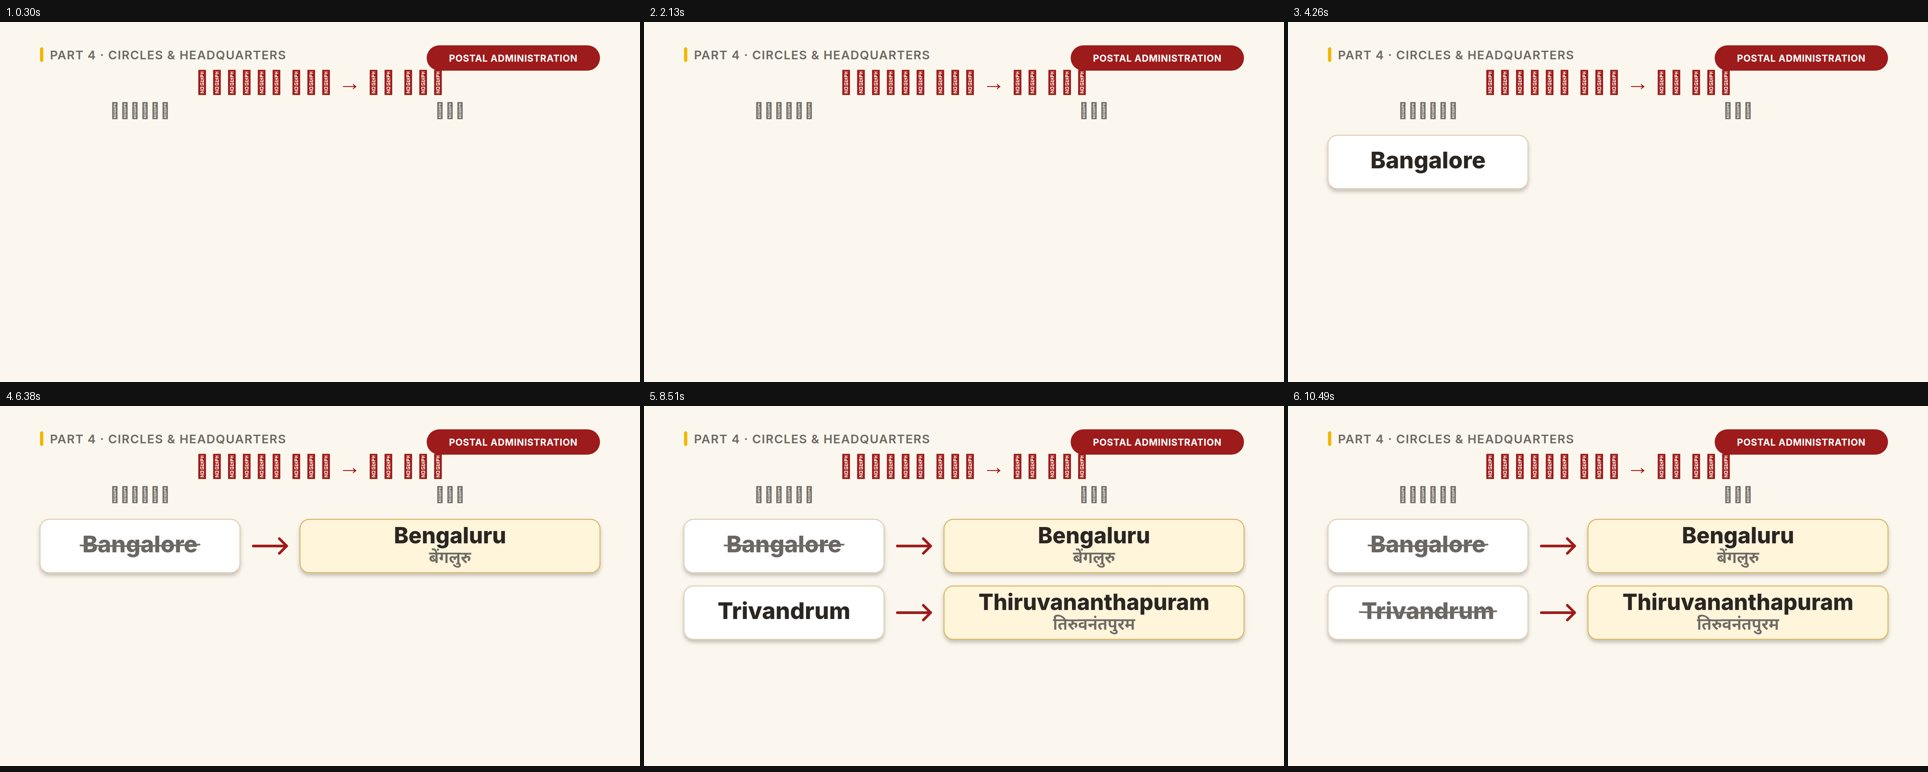 1. 0.30s
PART 4 · CIRCLES & HEADQUARTERS
POSTAL ADMINISTRATION
→
2. 2.13s
PART 4 · CIRCLES & HEADQUARTERS
POSTAL ADMINISTRATION
→
3. 4.26s
PART 4 · CIRCLES & HEADQUARTERS
POSTAL ADMINISTRATION
→
Bangalore
4. 6.38s
PART 4 · CIRCLES & HEADQUARTERS
POSTAL ADMINISTRATION
→
Bangalore → Bengaluru
बेंगलुरु
5. 8.51s
PART 4 · CIRCLES & HEADQUARTERS
POSTAL ADMINISTRATION
→
Bangalore → Bengaluru
बेंगलुरु
Trivandrum → Thiruvananthapuram
तिरुवनंतपुरम
6. 10.49s
PART 4 · CIRCLES & HEADQUARTERS
POSTAL ADMINISTRATION
→
Bangalore → Bengaluru
बेंगलुरु
Trivandrum → Thiruvananthapuram
तिरुवनंतपुरम